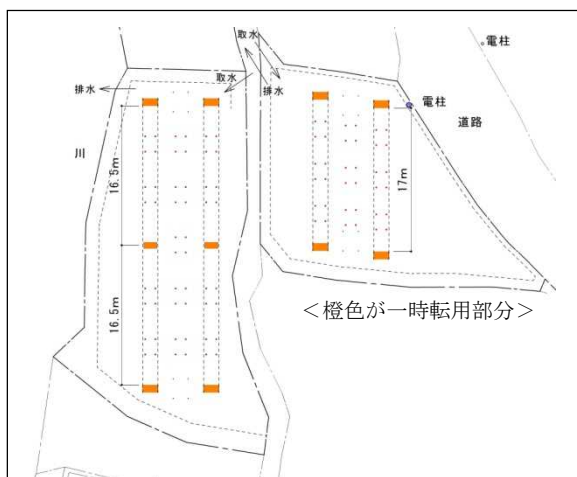 電柱
取水
取水
排水
排水
電柱
道路
川
16.5m
17m
16.5m
＜橙色が一時転用部分＞